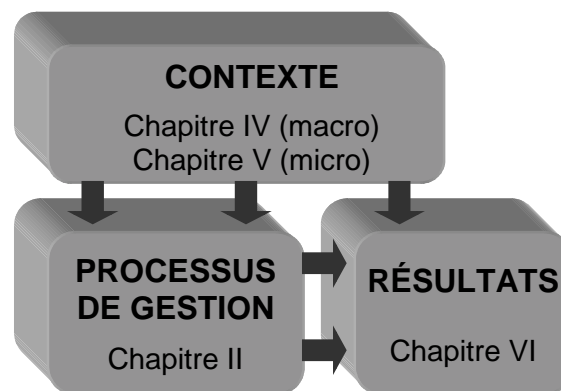 CONTEXTE
Chapitre IV (macro)
Chapitre V (micro)
PROCESSUS
DE GESTION
Chapitre II
RÉSULTATS
Chapitre VI